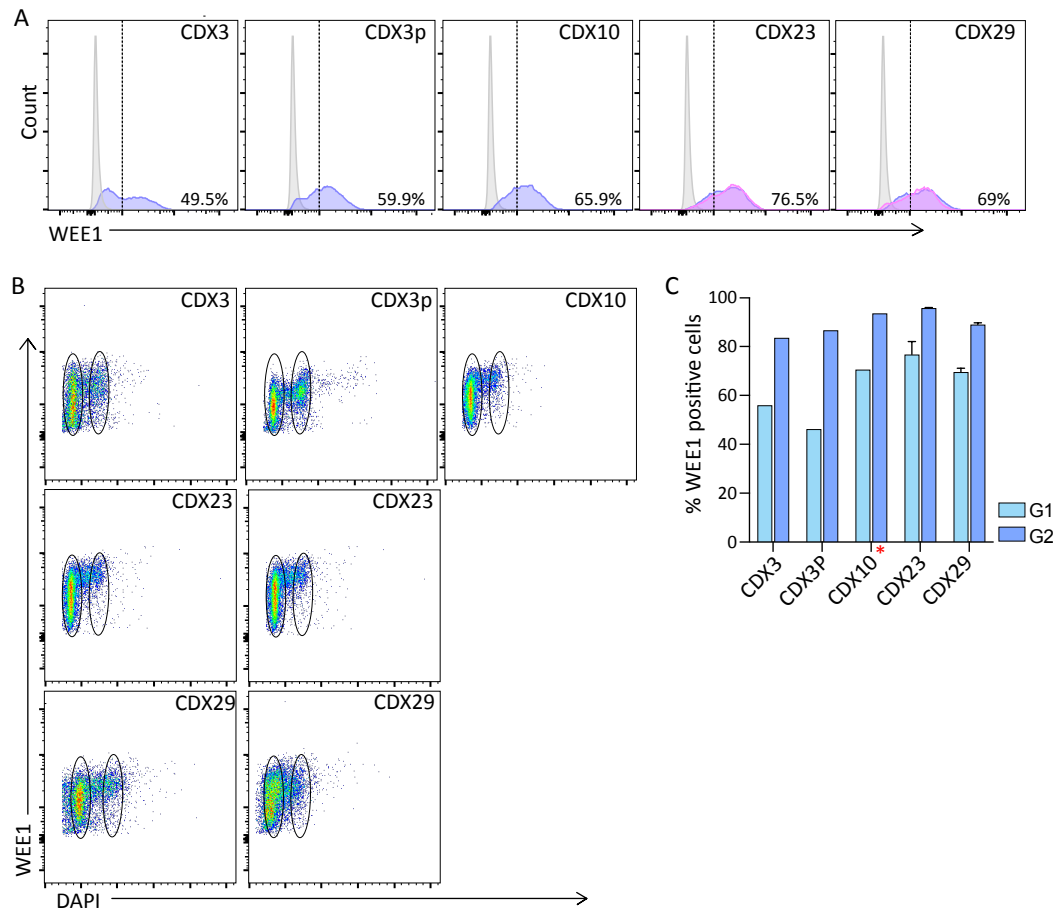 A
CDX3
CDX3p
CDX10
CDX23
CDX29
Count
49.5%
59.9%
65.9%
76.5%
69%
WEE1
B
CDX3
CDX3p
CDX10
CDX23
CDX23
CDX29
CDX29
WEE1
DAPI
C
% WEE1 positive cells
100
80
60
40
20
0
G1
G2
CDX3
CDX3P
CDX10 *
CDX23
CDX29